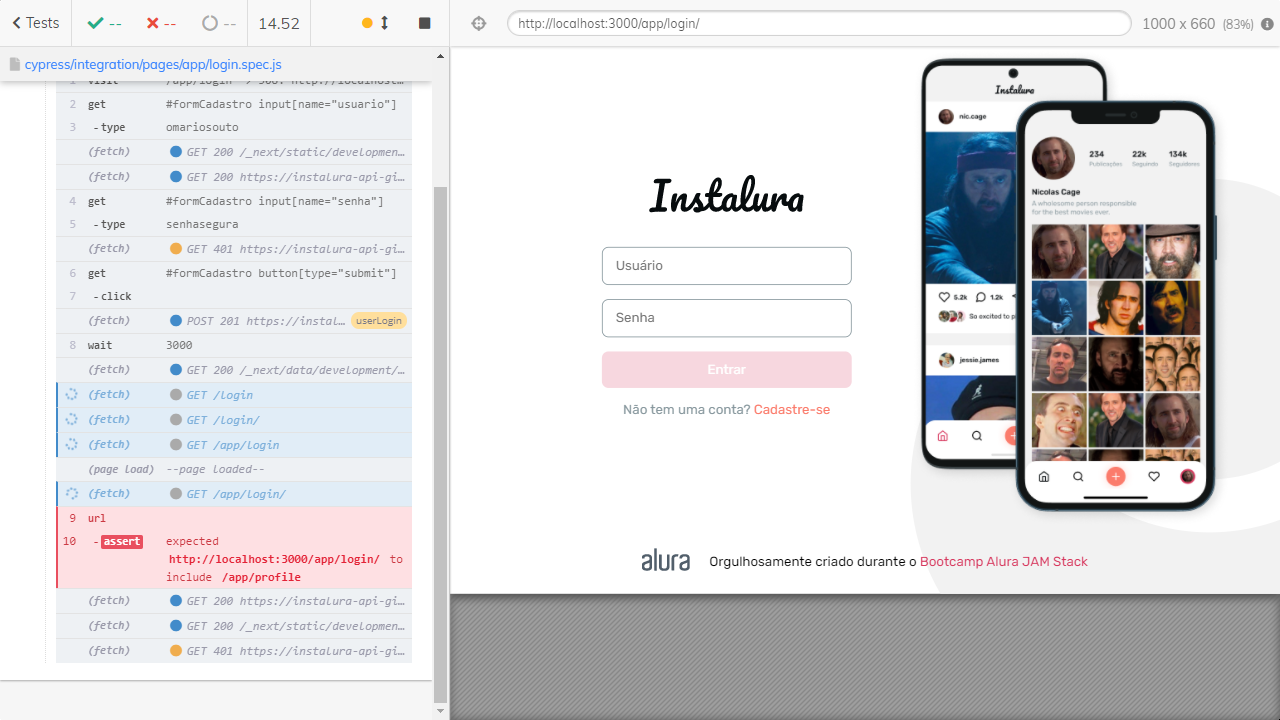 Tests
--
--
--
14.52
http://localhost:3000/app/login/
1000 x 660 (83%)
cypress/integration/pages/app/login.spec.js
1 visit
2 get #formCadastro input[name="usuario"]
3 -type omariosouto
(fetch) GET 200 /_next/static/developmen…
(fetch) GET 200 https://instalura-api-gi…
4 get #formCadastro input[name="senha"]
5 -type senhasegura
(fetch) GET 401 https://instalura-api-gi…
6 get #formCadastro button[type="submit"]
-click
(fetch) POST 201 https://instal… userLogin
8 wait 3000
(fetch) GET 200 /_next/data/development/…
(fetch) GET /login
(fetch) GET /login/
(fetch) GET /app/login
(page load) --page loaded--
(fetch) GET /app/login/
9 url
10 -assert expected
http://localhost:3000/app/login/ to
include /app/profile
(fetch) GET 200 https://instalura-api-gi…
(fetch) GET 200 /_next/static/developmen…
(fetch) GET 401 https://instalura-api-gi…
Instalura
Usuário
Senha
Entrar
Não tem uma conta? Cadastre-se
Instalura
nic.cage
5.2k 1.2k
So excited to p
jessie.james
234 22k 134k
Publicações Seguindo Seguidores
Nicolas Cage
A wholesome person responsible
for the best movies ever.
alura Orgulhosamente criado durante o Bootcamp Alura JAM Stack